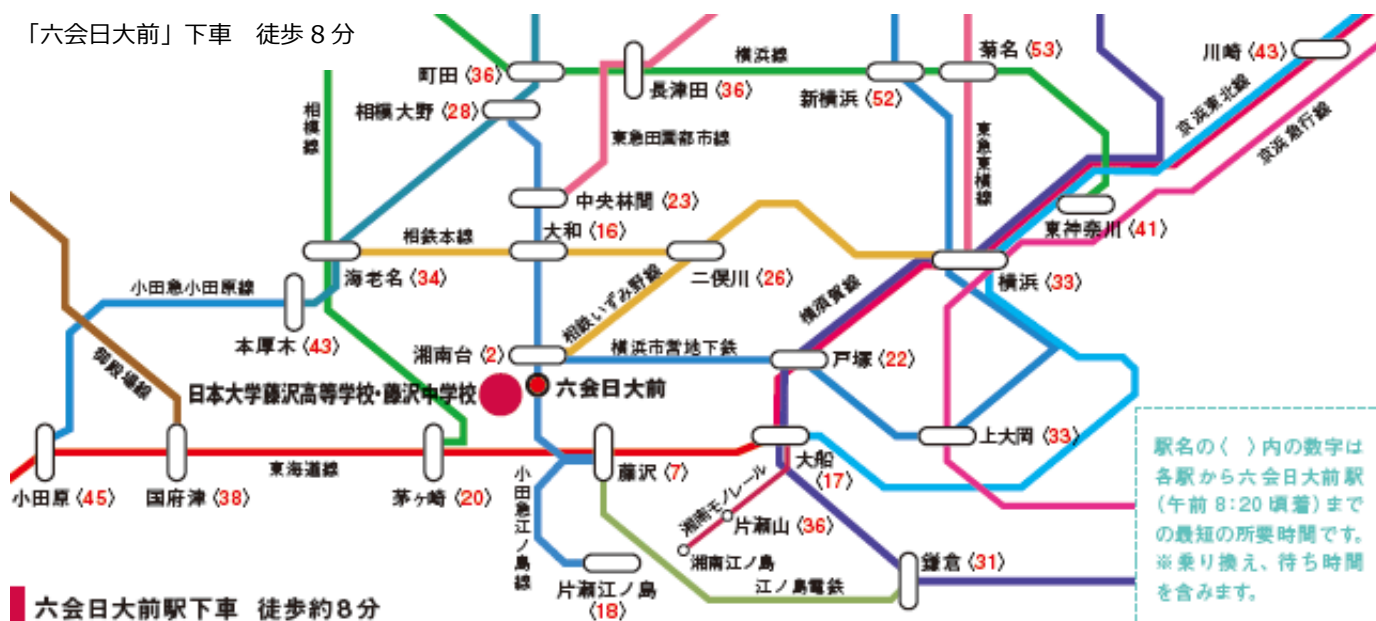 「六会日大前」下車　徒歩 8 分
町田〈36〉
相模大野〈28〉
相模線
長津田〈36〉
横浜線
新横浜〈52〉
菊名〈53〉
川崎〈43〉
京浜東北線
京浜急行線
東急田園都市線
東急東横線
中央林間〈23〉
大和〈16〉
相鉄本線
海老名〈34〉
二俣川〈26〉
東神奈川〈41〉
横浜〈33〉
小田急小田原線
本厚木〈43〉
相鉄いずみ野線
横須賀線
湘南台〈2〉
横浜市営地下鉄
戸塚〈22〉
御殿場線
日本大学藤沢高等学校・藤沢中学校
六会日大前
上大岡〈33〉
小田原〈45〉
国府津〈38〉
東海道線
茅ヶ崎〈20〉
藤沢〈7〉
大船
〈17〉
小田急江ノ島線
湘南モノレール
片瀬山〈36〉
湘南江ノ島
片瀬江ノ島
〈18〉
江ノ島電鉄
鎌倉〈31〉
駅名の〈　〉内の数字は
各駅から六会日大前駅
（午前 8:20 頃着）まで
の最短の所要時間です。
※乗り換え、待ち時間
を含みます。
六会日大前駅下車　徒歩約8分